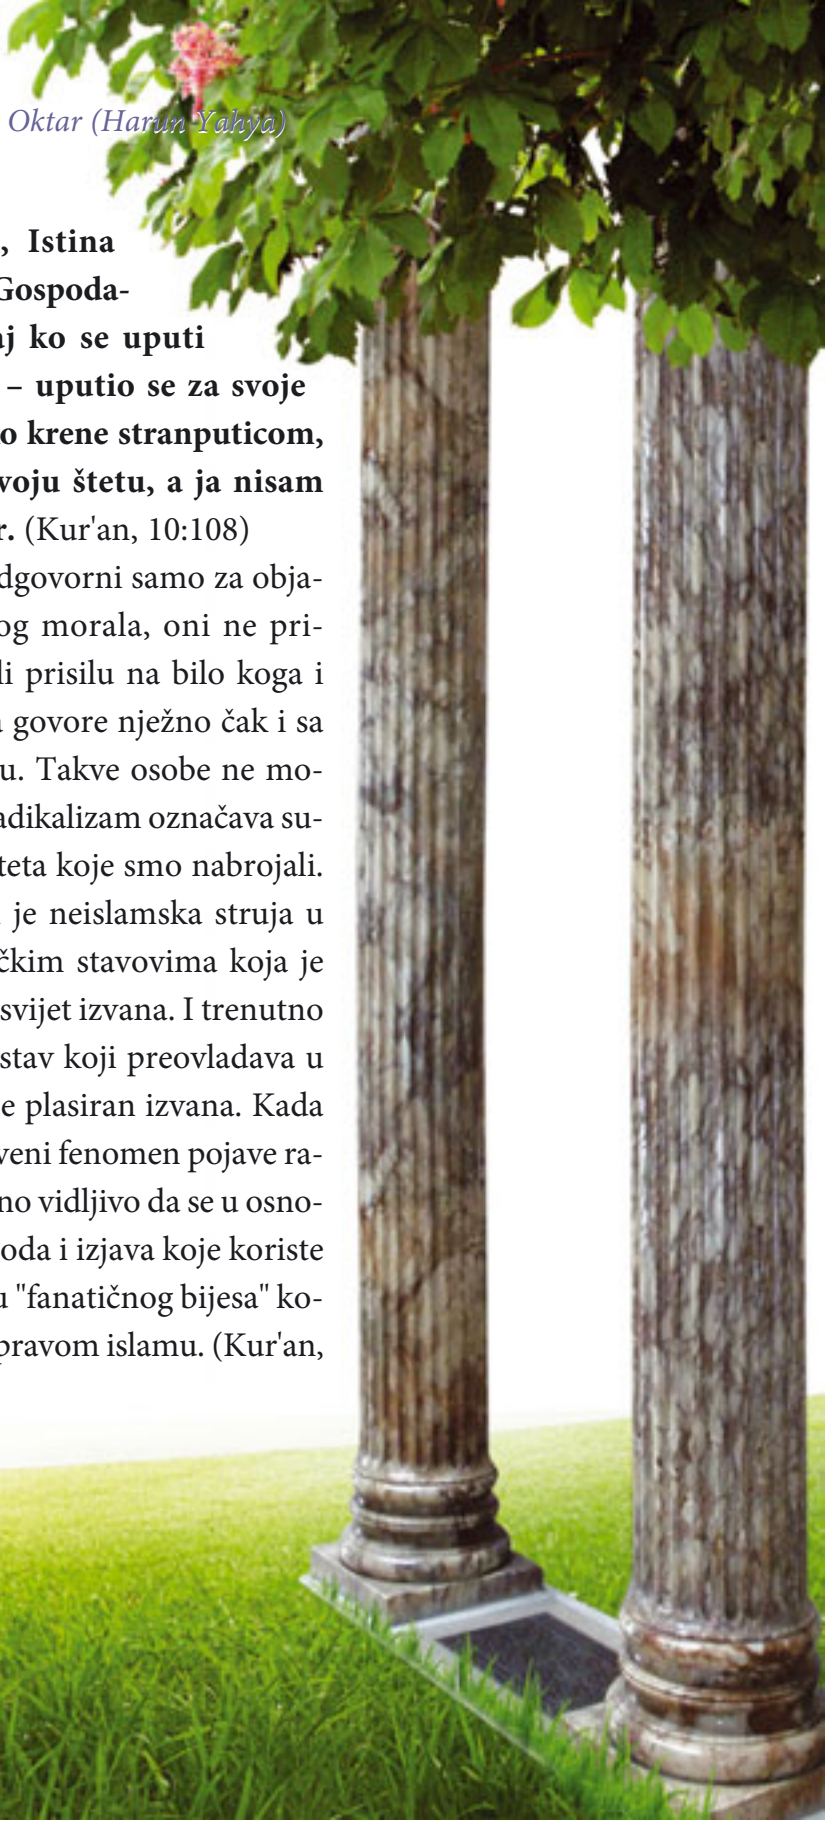 Oktar (Harun Yahya)
, Istina
Gospoda-
aj ko se uputi
– uputio se za svoje
o krene stranputicom,
voju štetu, a ja nisam
r. (Kur'an, 10:108)
dgovorni samo za obja-
og morala, oni ne pri-
li prisilu na bilo koga i
a govore nježno čak i sa
u. Takve osobe ne mo-
adikalizam označava su-
teta koje smo nabrojali.
je neislamska struja u
čkim stavovima koja je
svijet izvana. I trenutno
stav koji preovladava u
e plasiran izvana. Kada
veni fenomen pojave ra-
no vidljivo da se u osno-
oda i izjava koje koriste
u "fanatičnog bijesa" ko-
pravom islamu. (Kur'an,